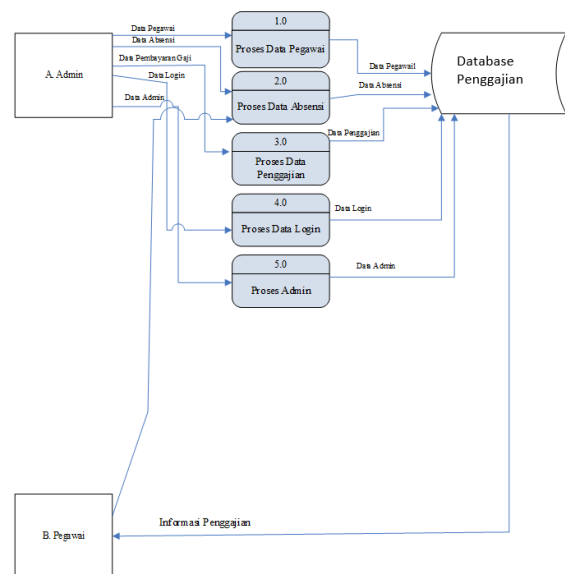 Data Pegawai
Data Absensi
Data Pembayaran Gaji
Data Login
Data Admin
A. Admin
1.0
Proses Data Pegawai
2.0
Proses Data Absensi
3.0
Proses Data
Penggajian
4.0
Proses Data Login
5.0
Proses Admin
Data Pegawail
Data Absensi
Data Penggajian
Data Login
Data Admin
Database
Penggajian
B. Pegawai
Informasi Penggajian